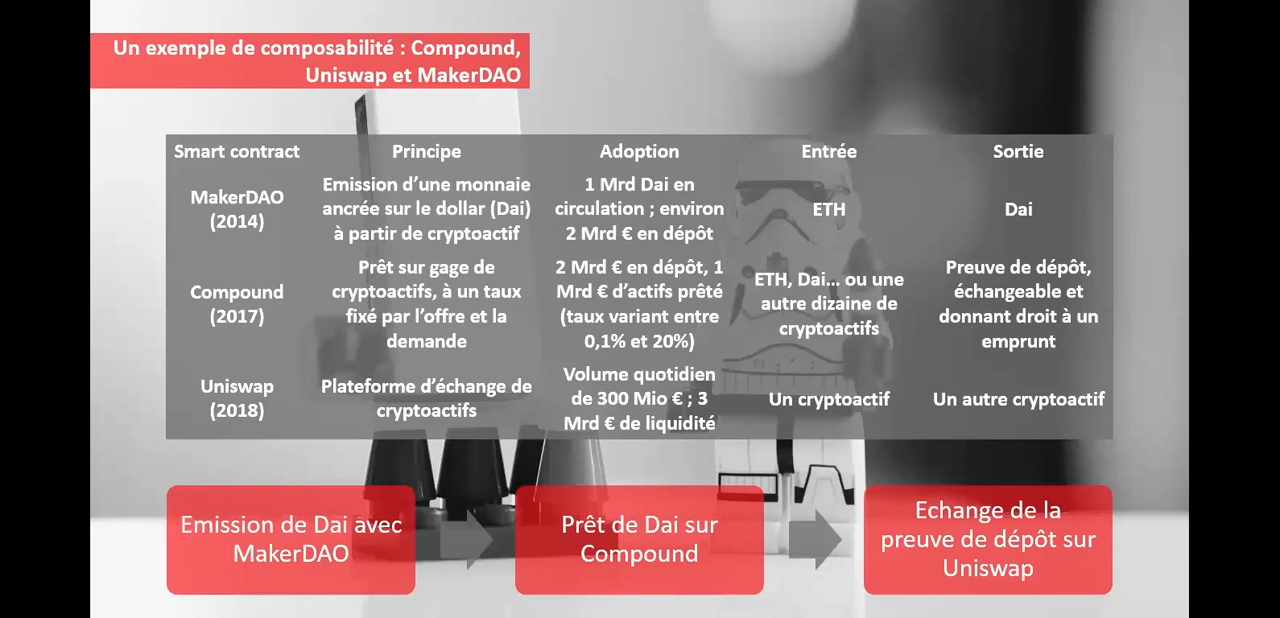 Un exemple de composabilité : Compound,
Uniswap et MakerDAO
Smart contract
Principe
Adoption
Entrée
Sortie
MakerDAO
(2014)
Emission d'une monnaie
ancrée sur le dollar (Dai)
à partir de cryptoactif
1 Mrd Dai en
circulation ; environ
2 Mrd € en dépôt
ETH
Dai
Compound
(2017)
Prêt sur gage de
cryptoactifs, à un taux
fixé par l'offre et la
demande
2 Mrd € en dépôt, 1
Mrd € d'actifs prêté
(taux variant entre
0,1% et 20%)
ETH, Dai... ou une
autre dizaine de
cryptoactifs
Preuve de dépôt,
échangeable et
donnant droit à un
emprunt
Uniswap
(2018)
Plateforme d'échange de
cryptoactifs
Volume quotidien
de 300 Mio € ; 3
Mrd € de liquidité
Un cryptoactif
Un autre cryptoactif
Emission de Dai avec
MakerDAO
Prêt de Dai sur
Compound
Echange de la
preuve de dépôt sur
Uniswap